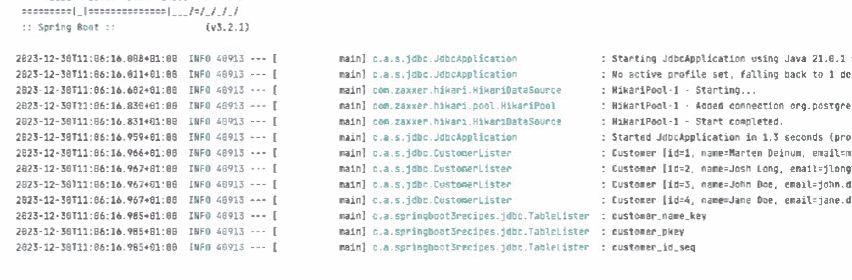 =========|_|==============|___/=/_/_/_/
:: Spring Boot ::                (v3.2.1)
2023-12-30T11:06:16.008+01:00  INFO 40913 --- [           main] c.a.s.jdbc.JdbcApplication               : Starting JdbcApplication using Java 21.0.1
2023-12-30T11:06:16.011+01:00  INFO 40913 --- [           main] c.a.s.jdbc.JdbcApplication               : No active profile set, falling back to 1 de
2023-12-30T11:06:16.602+01:00  INFO 40913 --- [           main] com.zaxxer.hikari.HikariDataSource       : HikariPool-1 - Starting...
2023-12-30T11:06:16.830+01:00  INFO 40913 --- [           main] com.zaxxer.hikari.pool.HikariPool        : HikariPool-1 - Added connection org.postgre
2023-12-30T11:06:16.831+01:00  INFO 40913 --- [           main] com.zaxxer.hikari.HikariDataSource       : HikariPool-1 - Start completed.
2023-12-30T11:06:16.959+01:00  INFO 40913 --- [           main] c.a.s.jdbc.JdbcApplication               : Started JdbcApplication in 1.3 seconds (pro
2023-12-30T11:06:16.966+01:00  INFO 40913 --- [           main] c.a.s.jdbc.CustomerLister                : Customer [id=1, name=Marten Deinum, email=m
2023-12-30T11:06:16.967+01:00  INFO 40913 --- [           main] c.a.s.jdbc.CustomerLister                : Customer [id=2, name=Josh Long, email=jlong
2023-12-30T11:06:16.967+01:00  INFO 40913 --- [           main] c.a.s.jdbc.CustomerLister                : Customer [id=3, name=John Doe, email=john.d
2023-12-30T11:06:16.967+01:00  INFO 40913 --- [           main] c.a.s.jdbc.CustomerLister                : Customer [id=4, name=Jane Doe, email=jane.d
2023-12-30T11:06:16.985+01:00  INFO 40913 --- [           main] c.a.springboot3recipes.jdbc.TableLister  : customer_name_key
2023-12-30T11:06:16.985+01:00  INFO 40913 --- [           main] c.a.springboot3recipes.jdbc.TableLister  : customer_pkey
2023-12-30T11:06:16.985+01:00  INFO 40913 --- [           main] c.a.springboot3recipes.jdbc.TableLister  : customer_id_seq